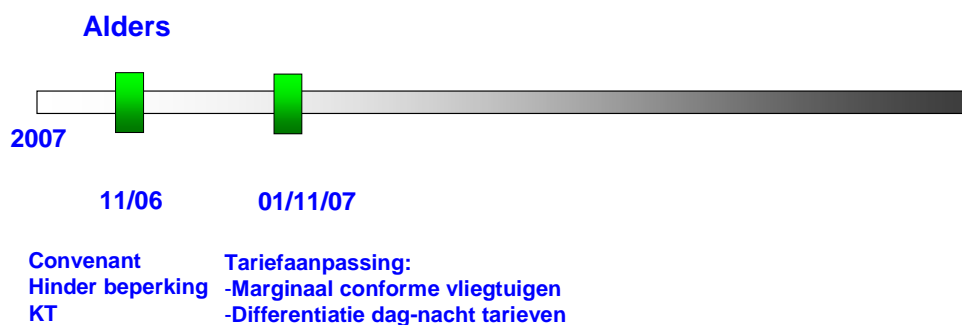 Alders
2007
11/06
01/11/07
Convenant
Hinder beperking
KT
Tariefaanpassing:
-Marginaal conforme vliegtuigen
-Differentiatie dag-nacht tarieven